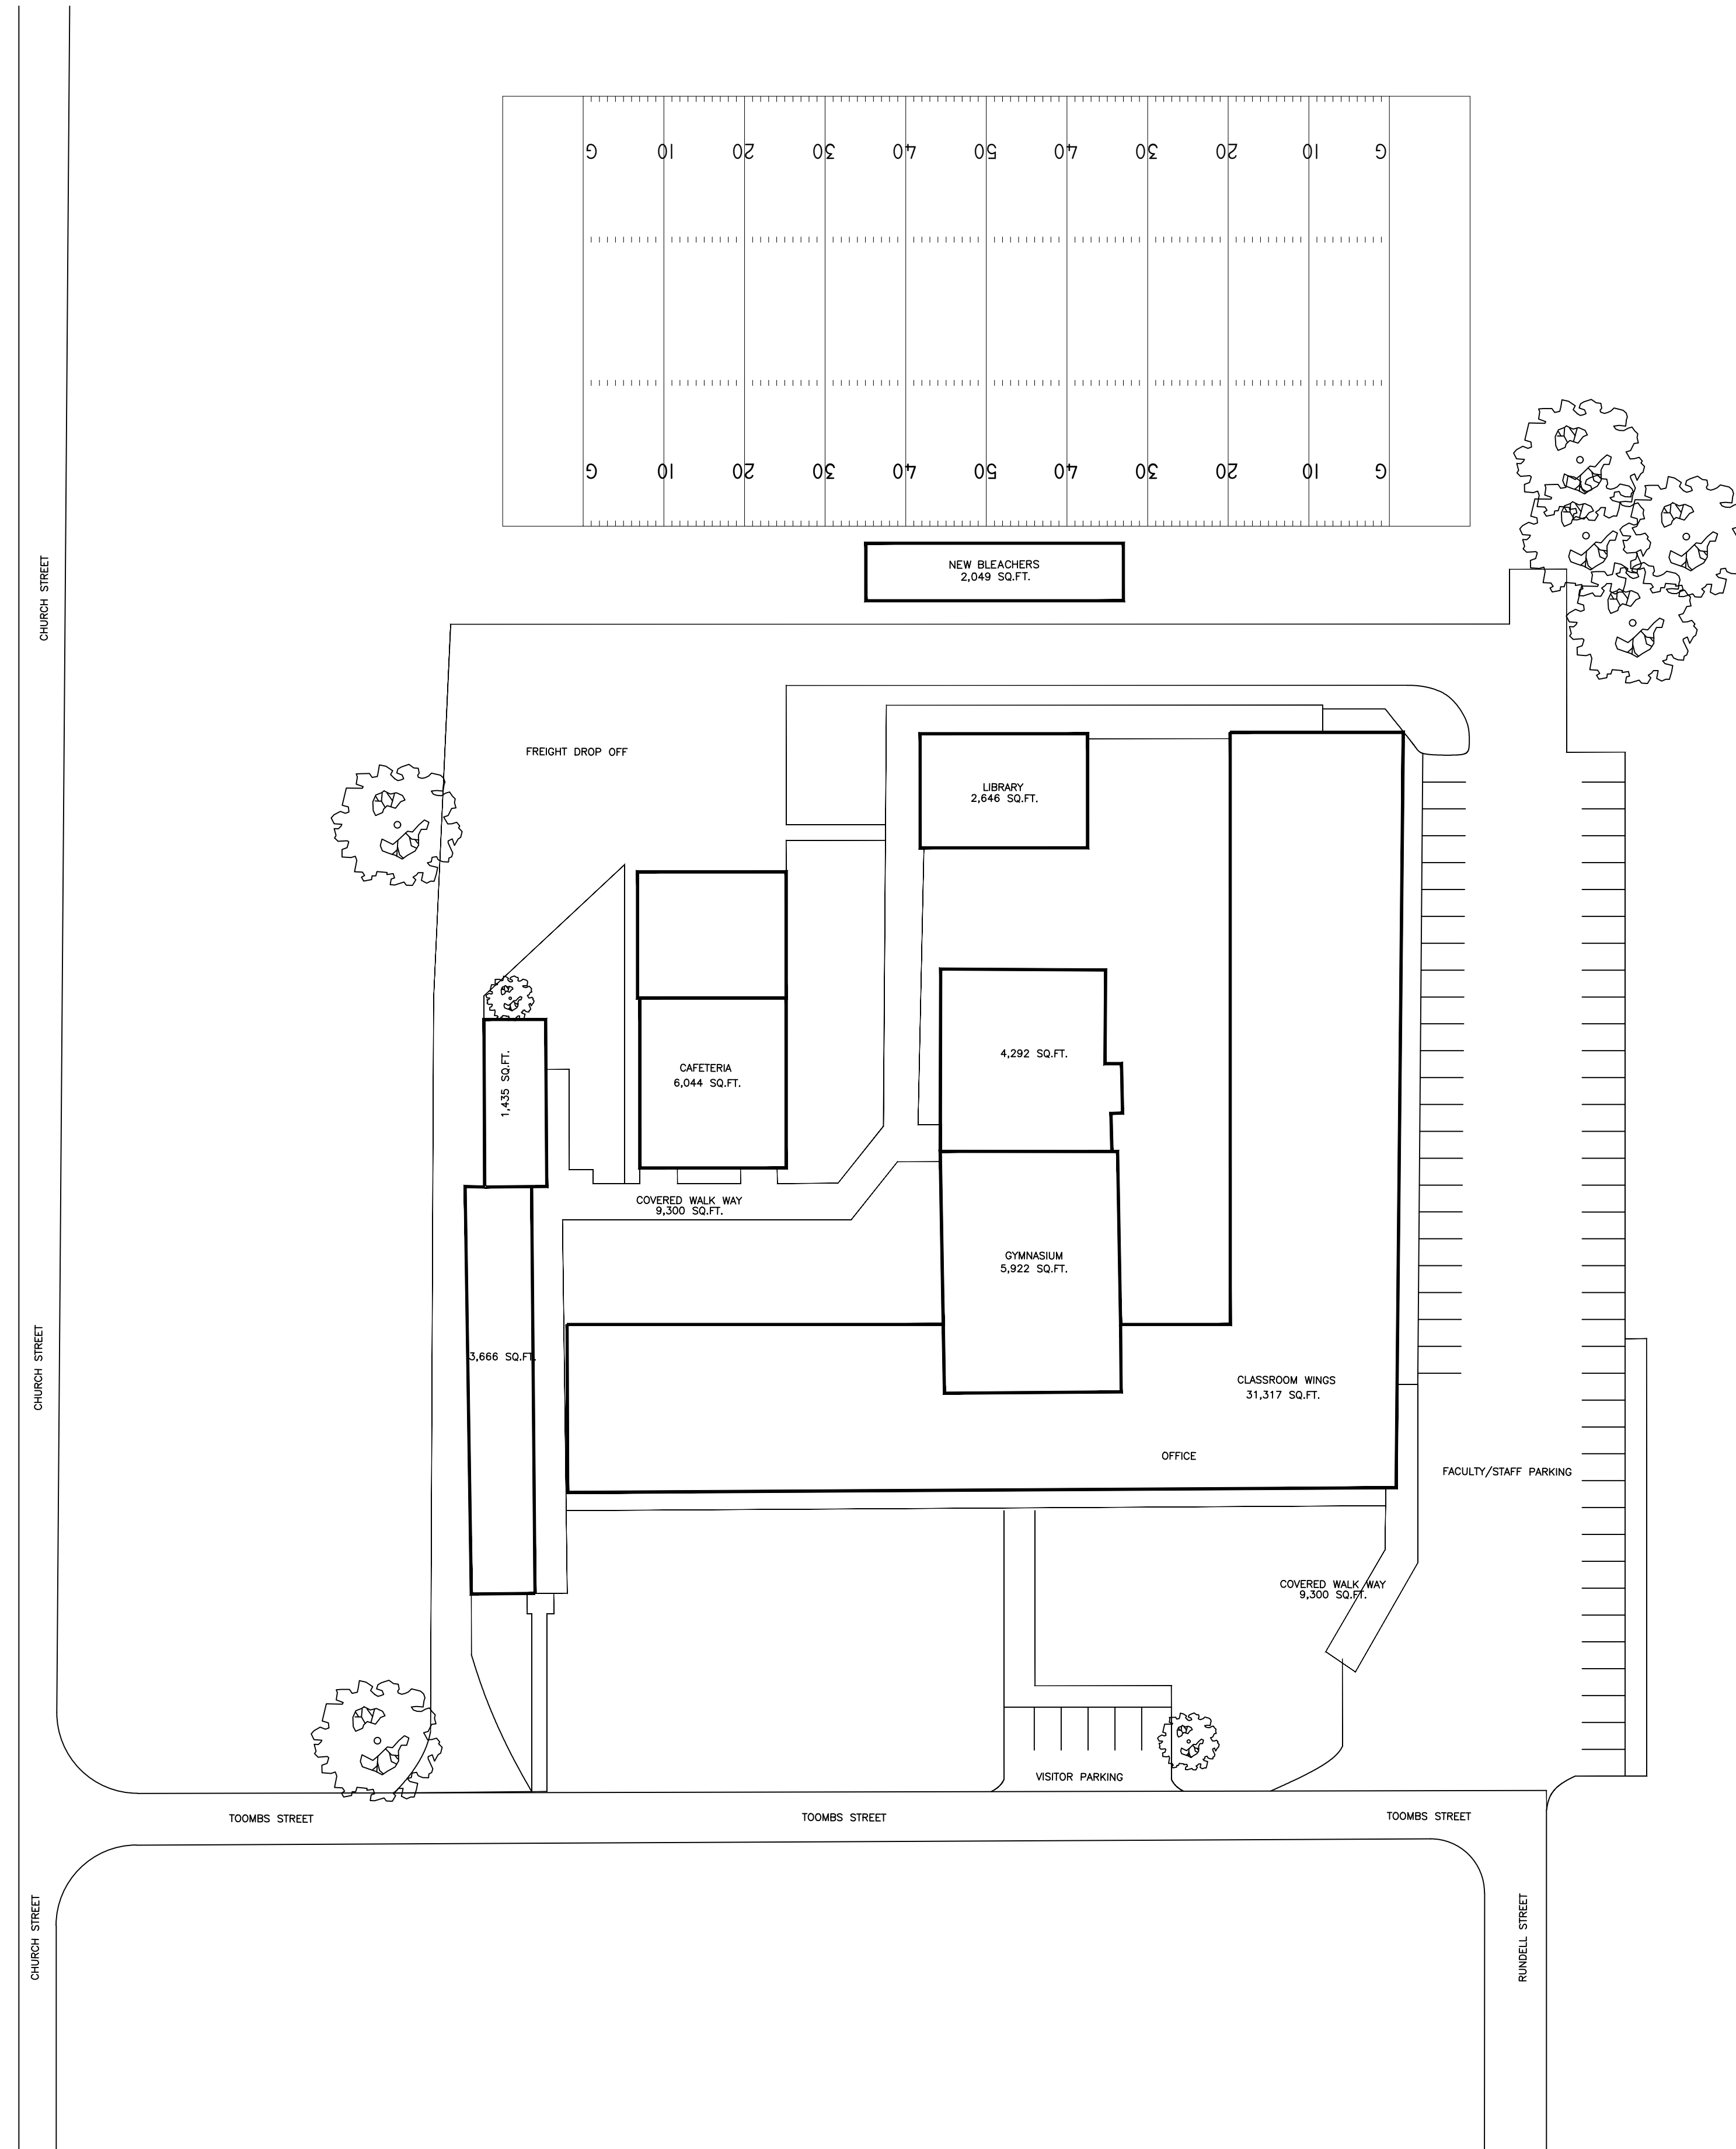 G 10 20 30 40 50 40 30 20 10 G
G 10 20 30 40 50 40 30 20 10 G
NEW BLEACHERS
2,049 SQ.FT.
CHURCH STREET
FREIGHT DROP OFF
LIBRARY
2,646 SQ.FT.
4,292 SQ.FT.
CAFETERIA
6,044 SQ.FT.
1,435 SQ.FT.
COVERED WALK WAY
9,300 SQ.FT.
GYMNASIUM
5,922 SQ.FT.
CHURCH STREET
3,666 SQ.FT.
CLASSROOM WINGS
31,317 SQ.FT.
OFFICE
FACULTY/STAFF PARKING
COVERED WALK WAY
9,300 SQ.FT.
VISITOR PARKING
TOOMBS STREET
TOOMBS STREET
TOOMBS STREET
CHURCH STREET
RUNDELL STREET